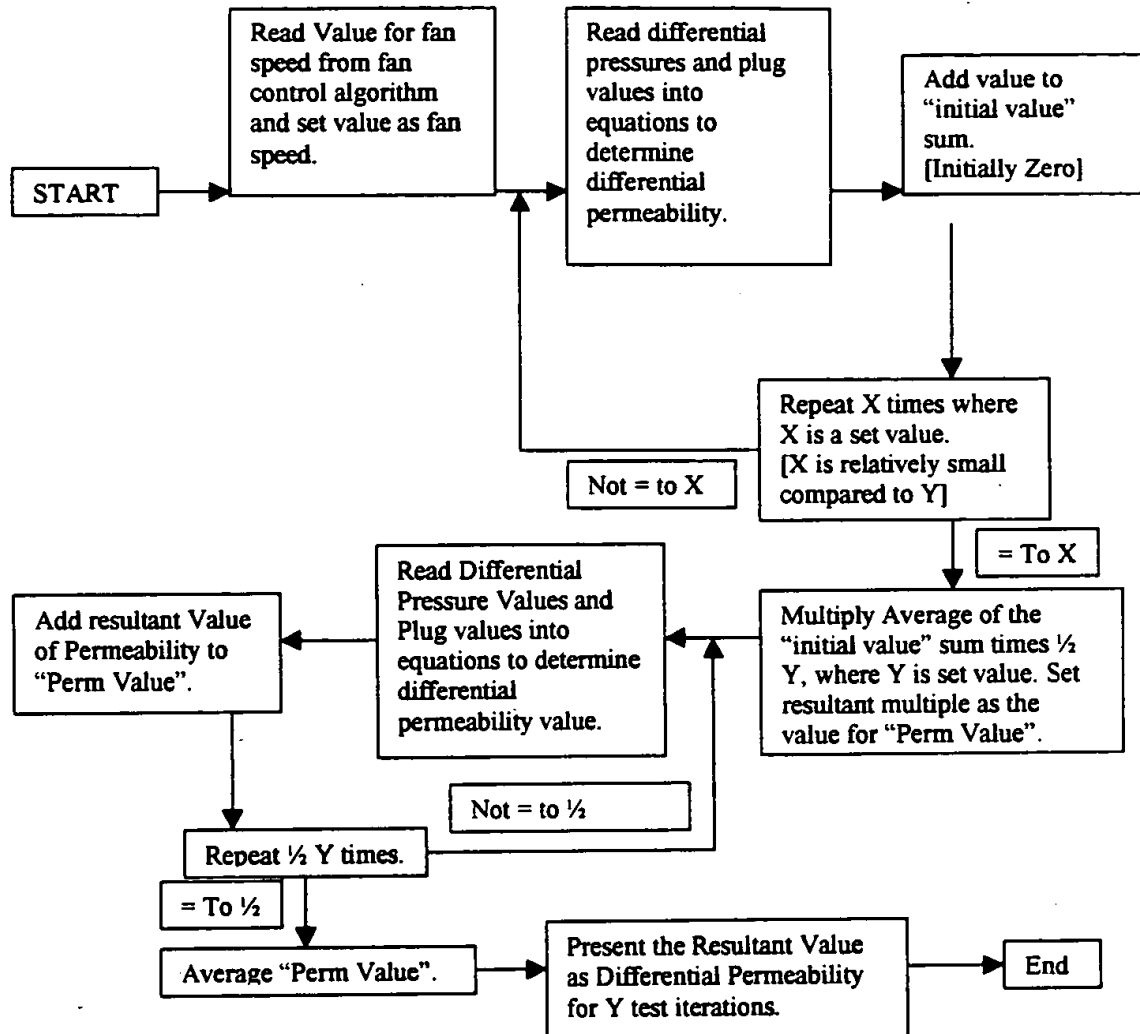 START
Read Value for fan
speed from fan
control algorithm
and set value as fan
speed.
Read differential
pressures and plug
values into
equations to
determine
differential
permeability.
Add value to
“initial value”
sum.
[Initially Zero]
Repeat X times where
X is a set value.
[X is relatively small
compared to Y]
Not = to X
= To X
Multiply Average of the
“initial value” sum times ½
Y, where Y is set value. Set
resultant multiple as the
value for “Perm Value”.
Read Differential
Pressure Values and
Plug values into
equations to determine
differential
permeability value.
Add resultant Value
of Permeability to
“Perm Value”.
Not = to ½
Repeat ½ Y times.
= To ½
Average “Perm Value”.
Present the Resultant Value
as Differential Permeability
for Y test iterations.
End